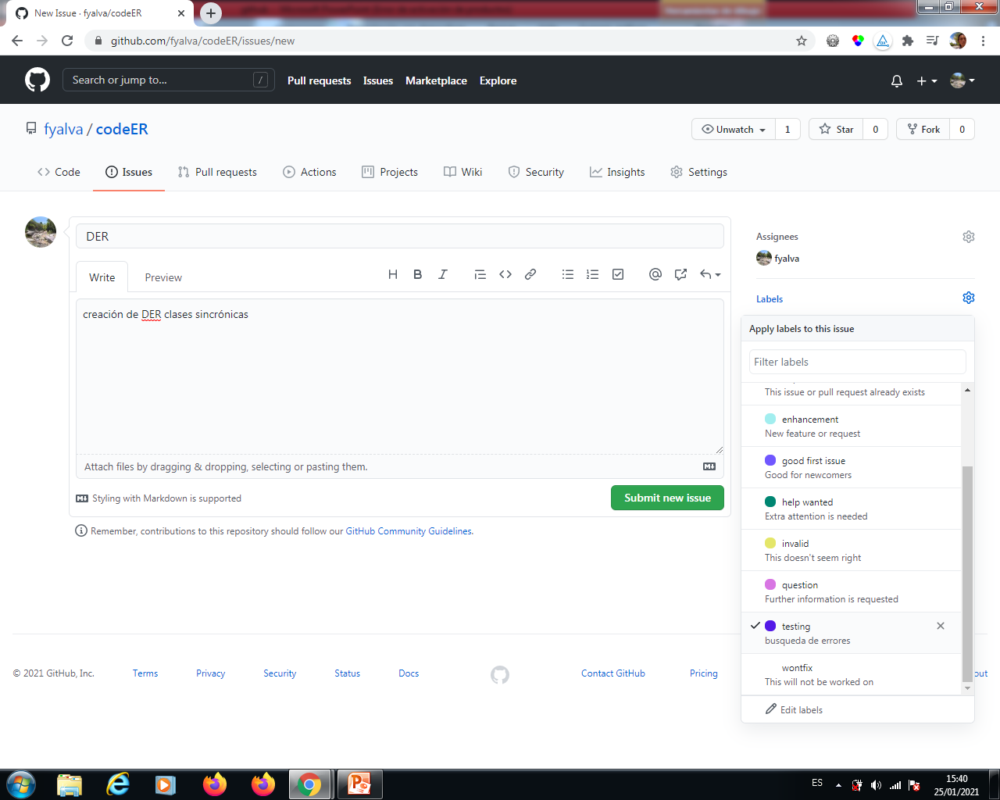 New Issue · fyalva/codeER
github.com/fyalva/codeER/issues/new
Search or jump to... /
Pull requests Issues Marketplace Explore
fyalva / codeER
Unwatch 1 Star 0 Fork 0
Code Issues Pull requests Actions Projects Wiki Security Insights Settings
DER
Write Preview
creación de DER clases sincrónicas
Attach files by dragging & dropping, selecting or pasting them.
Styling with Markdown is supported
Submit new issue
Remember, contributions to this repository should follow our GitHub Community Guidelines.
Assignees
fyalva
Labels
Apply labels to this issue
Filter labels
This issue or pull request already exists
enhancement
New feature or request
good first issue
Good for newcomers
help wanted
Extra attention is needed
invalid
This doesn't seem right
question
Further information is requested
testing
busqueda de errores
wontfix
This will not be worked on
Edit labels
© 2021 GitHub, Inc. Terms Privacy Security Status Docs Contact GitHub Pricing out
ES
15:40
25/01/2021